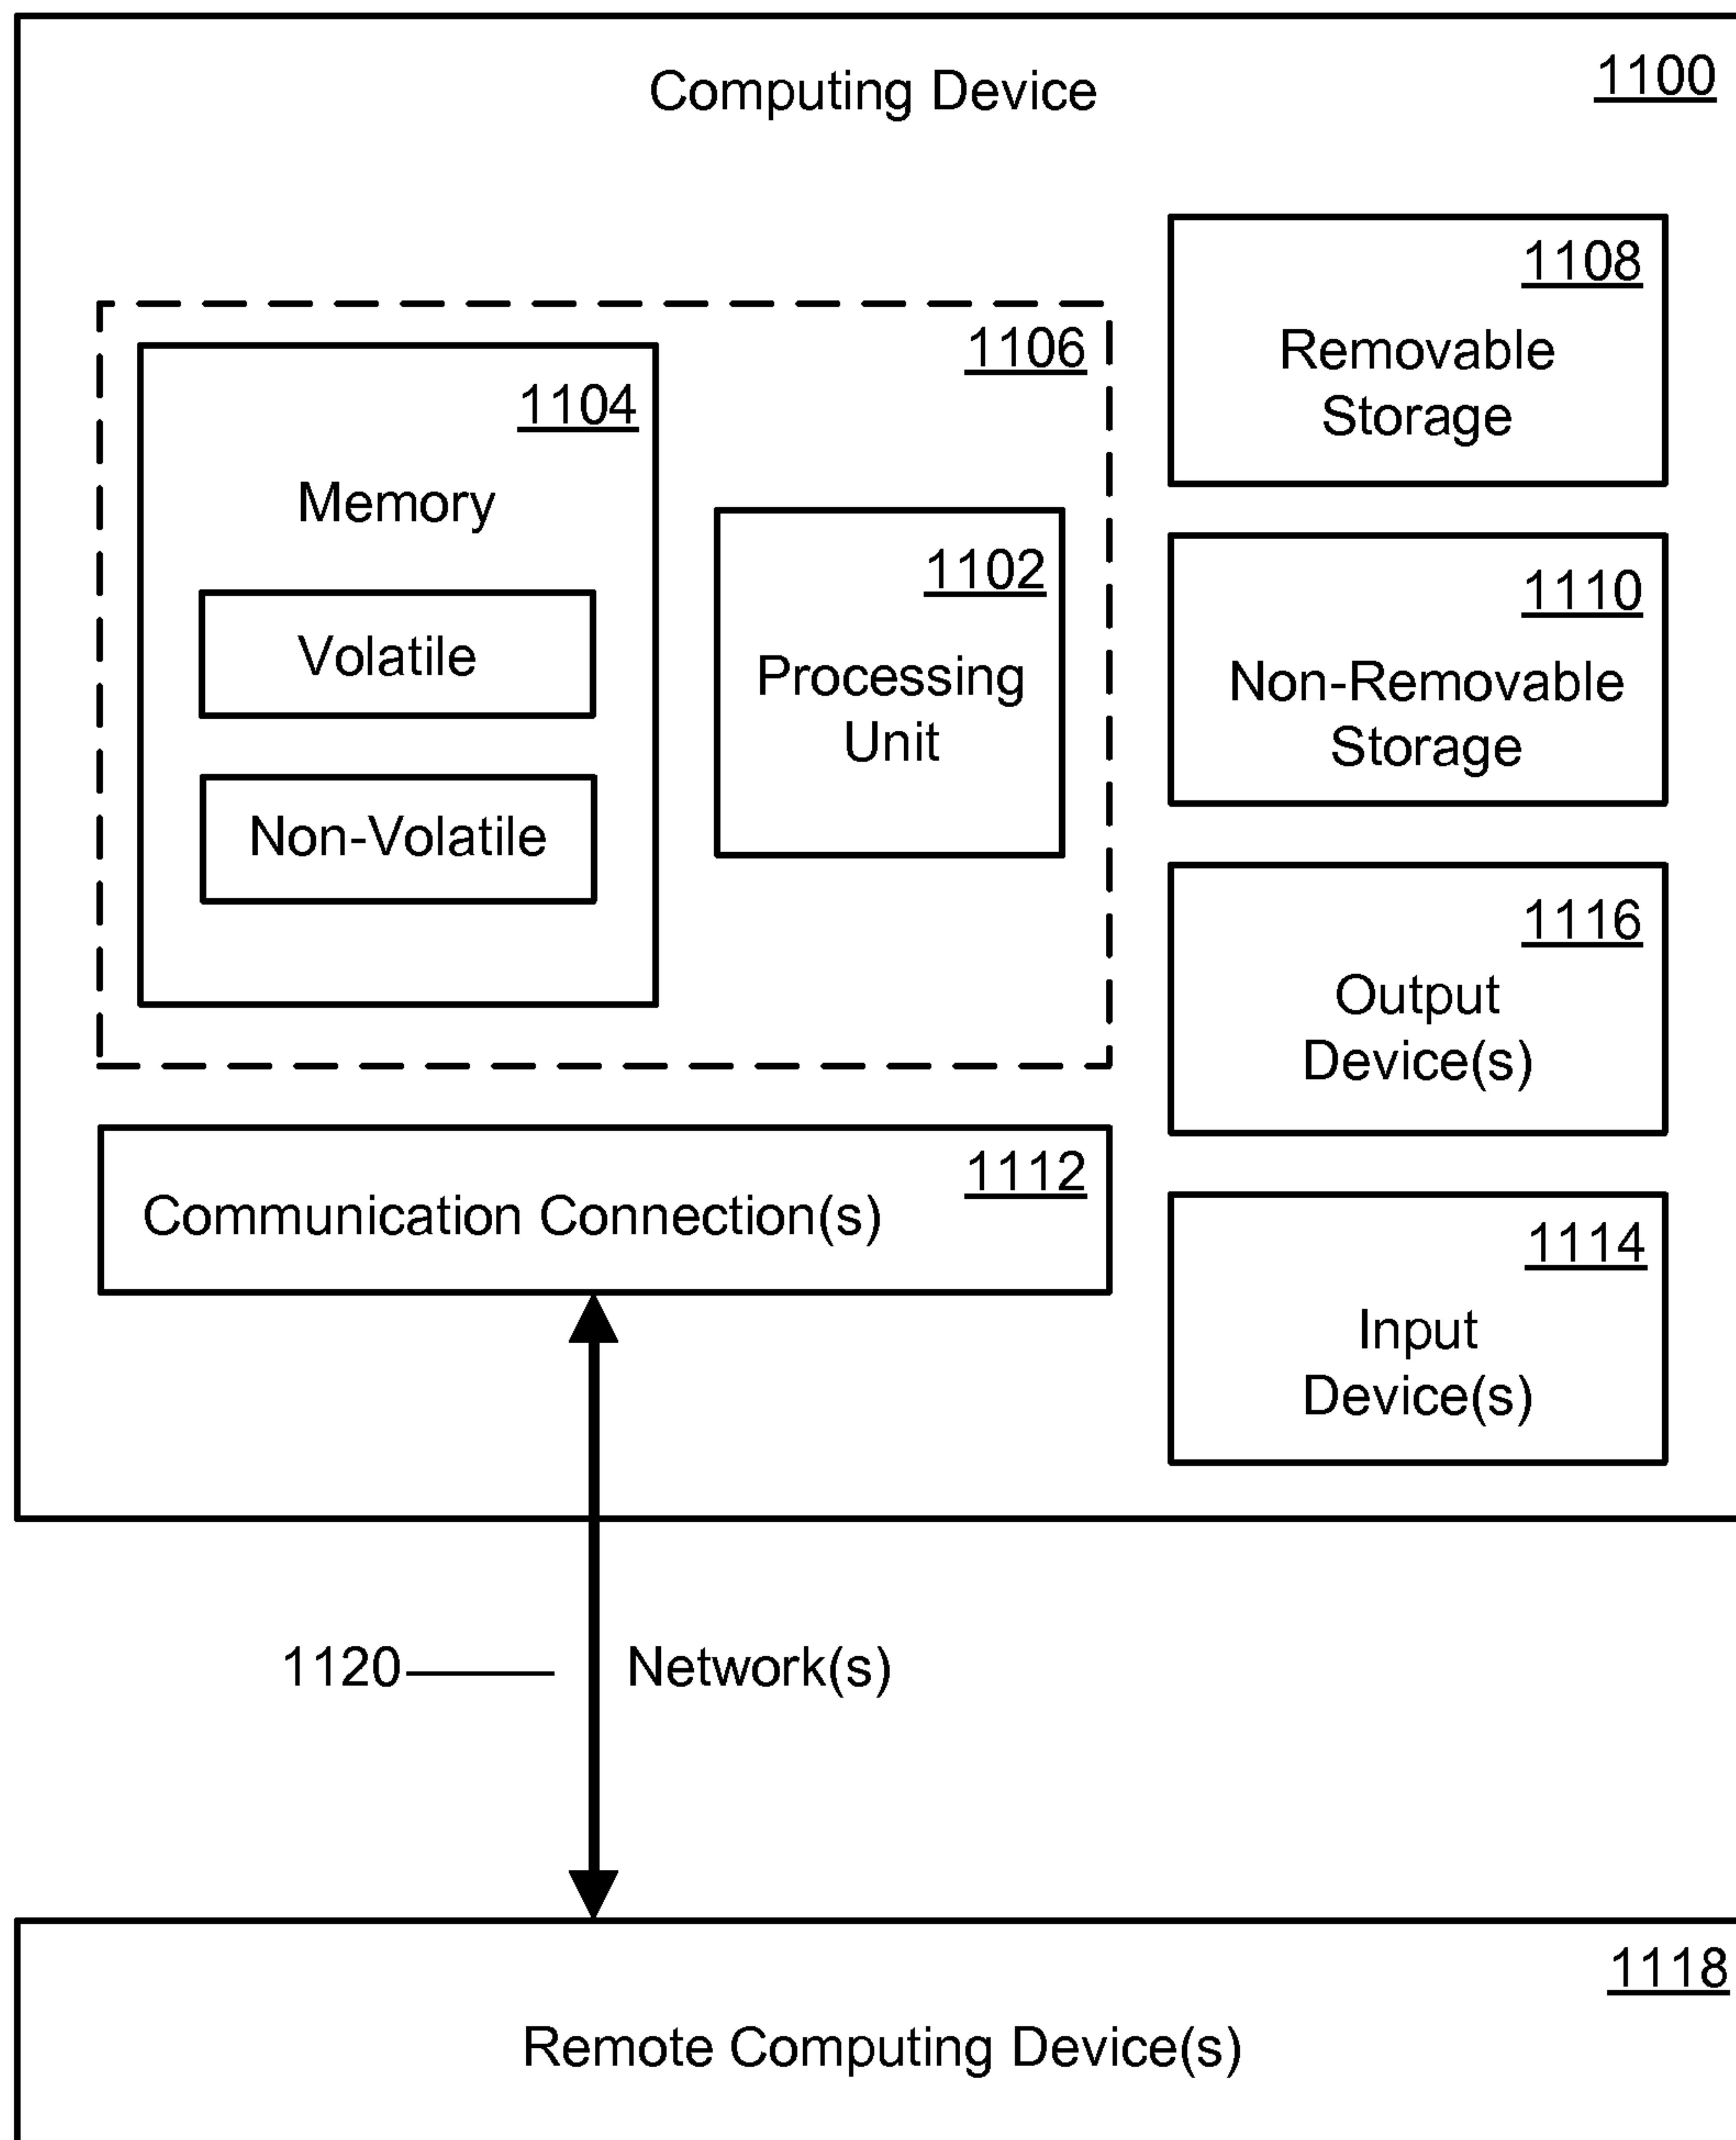 Computing Device
1100
1108
Removable
Storage
1106
1104
Memory
Volatile
Non-Volatile
1102
Processing
Unit
1110
Non-Removable
Storage
1116
Output
Device(s)
1112
Communication Connection(s)
1114
Input
Device(s)
1120
Network(s)
1118
Remote Computing Device(s)